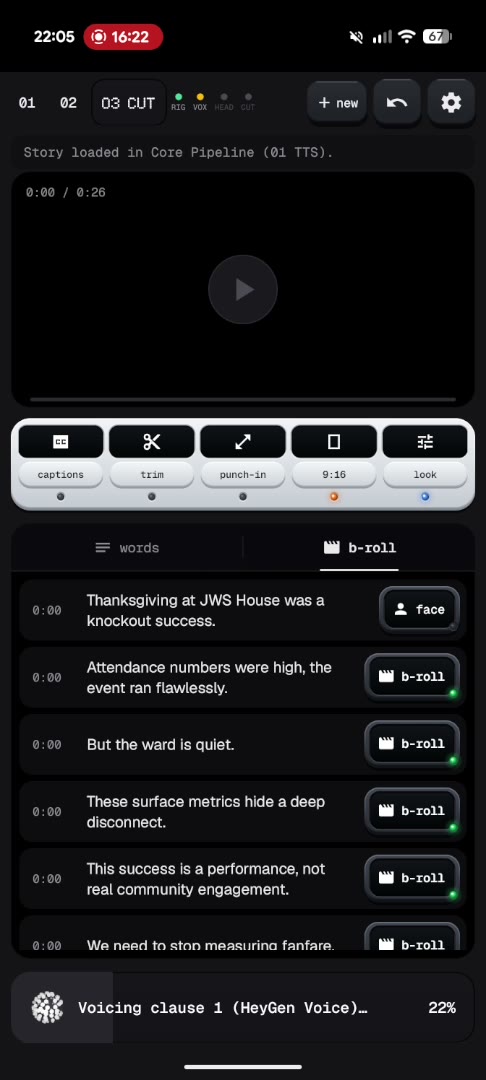 22:05 16:22 67
01 02 03 CUT RIG VOX HEAD CUT + new
Story loaded in Core Pipeline (01 TTS).
0:00 / 0:26
CC
captions trim punch-in 9:16 look
words b-roll
0:00 Thanksgiving at JWS House was a face
knockout success.
0:00 Attendance numbers were high, the b-roll
event ran flawlessly.
0:00 But the ward is quiet. b-roll
0:00 These surface metrics hide a deep b-roll
disconnect.
0:00 This success is a performance, not b-roll
real community engagement.
0:00 We need to stop measuring fanfare. b-roll
Voicing clause 1 (HeyGen Voice)… 22%